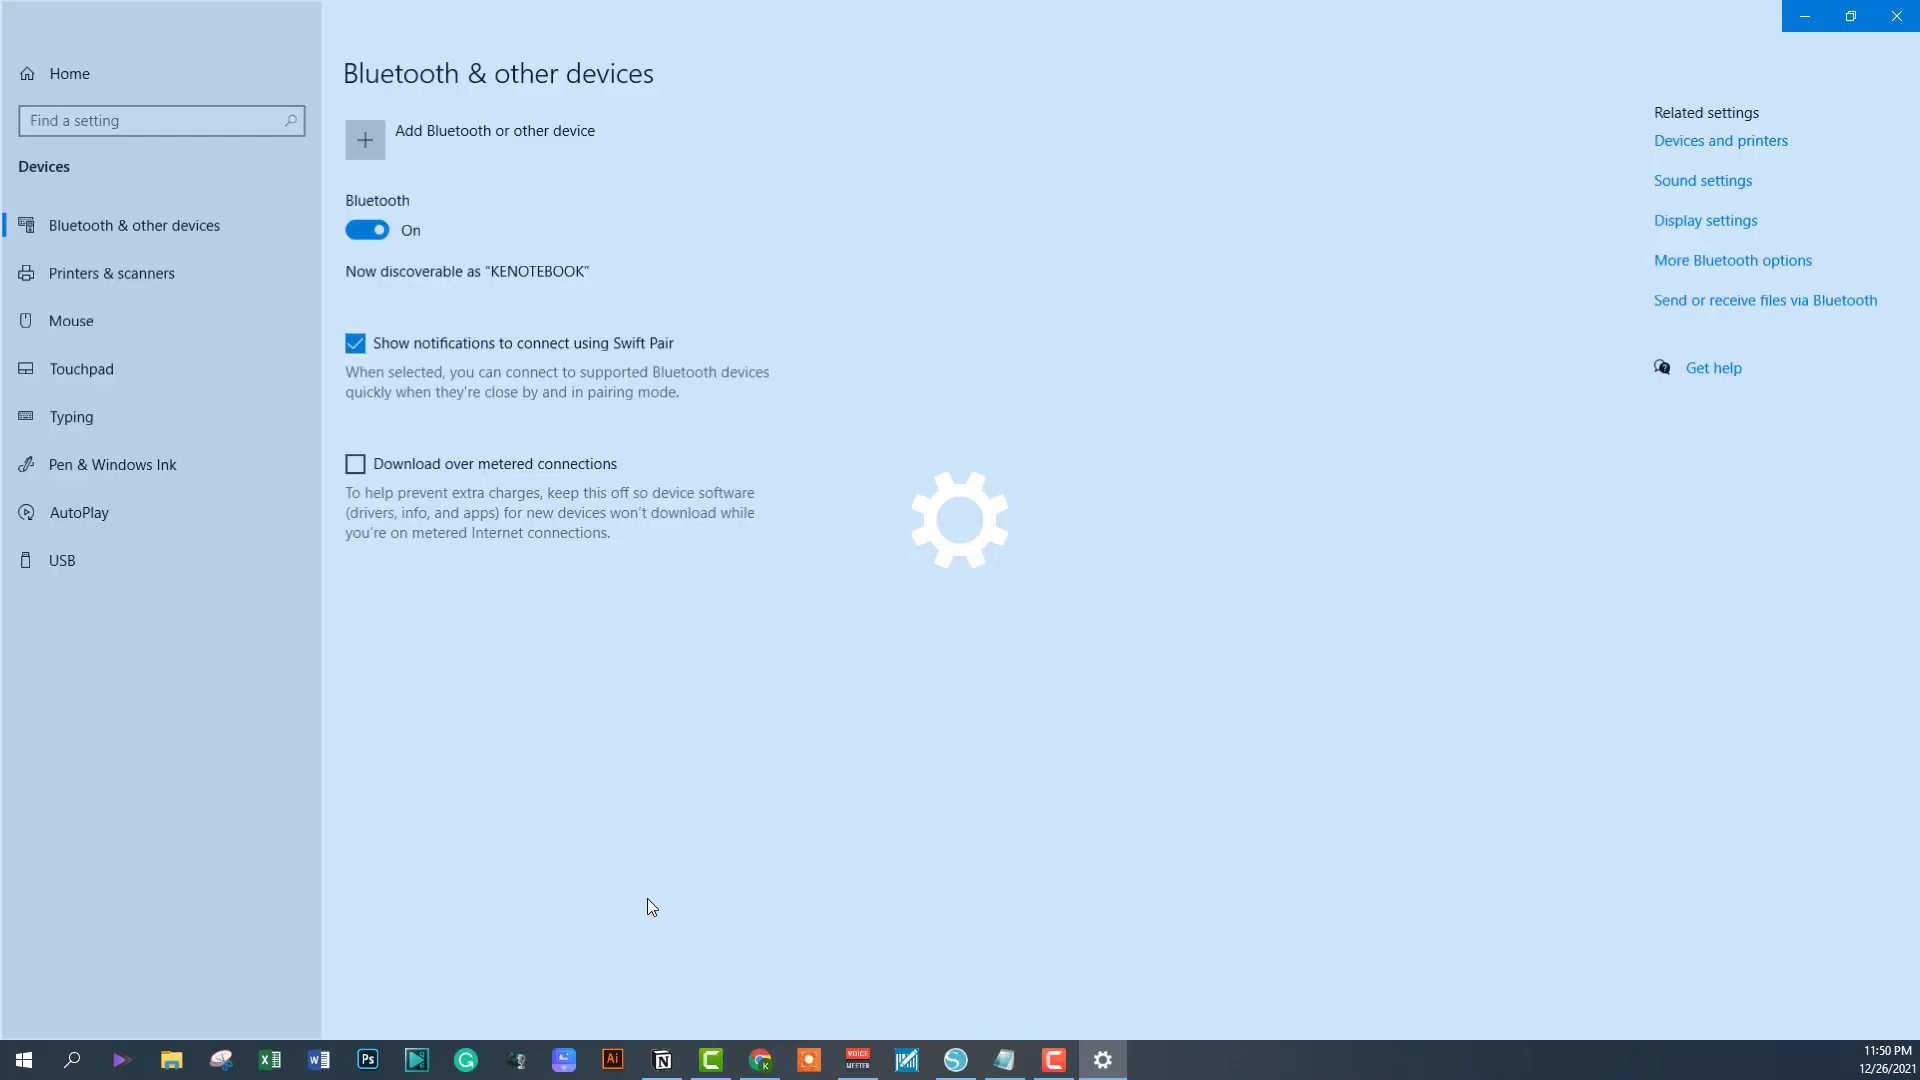 Home
Find a setting
Devices
Bluetooth & other devices
Printers & scanners
Mouse
Touchpad
Typing
Pen & Windows Ink
AutoPlay
USB
Bluetooth & other devices
Add Bluetooth or other device
Bluetooth
On
Now discoverable as “KENOTEBOOK”
Show notifications to connect using Swift Pair
When selected, you can connect to supported Bluetooth devices
quickly when they're close by and in pairing mode.
Download over metered connections
To help prevent extra charges, keep this off so device software
(drivers, info, and apps) for new devices won't download while
you're on metered Internet connections.
Related settings
Devices and printers
Sound settings
Display settings
More Bluetooth options
Send or receive files via Bluetooth
Get help
Ps
Ai
VOICE
MEETER
11:50 PM
12/26/2021